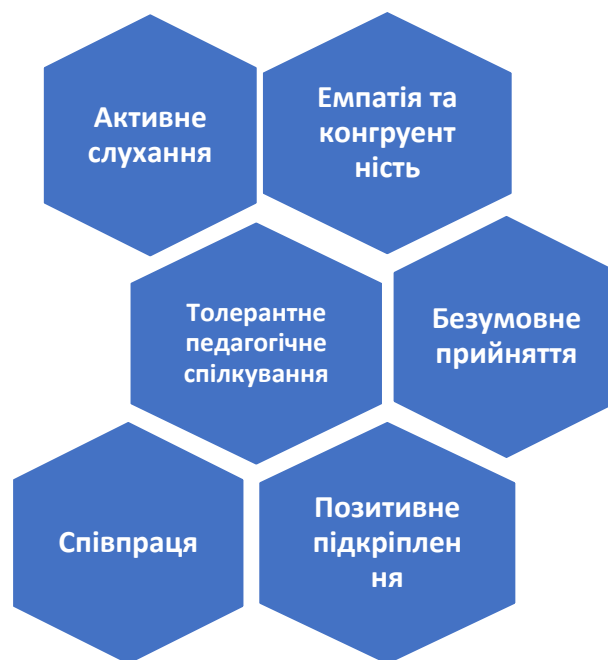 Активне
слухання
Емпатія та
конгруент
ність
Толерантне
педагогічне
спілкування
Безумовне
прийняття
Співпраця
Позитивне
підкріплен
ня